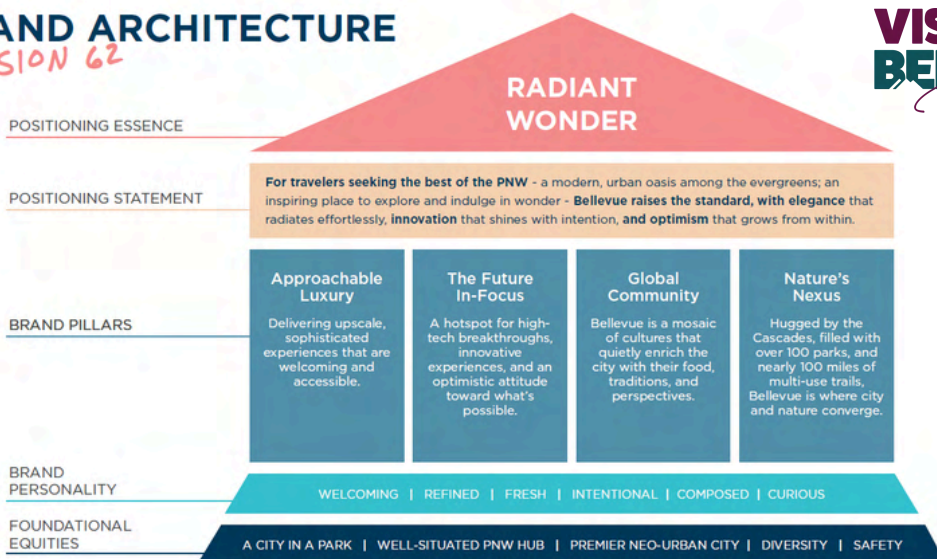 AND ARCHITECTURE
SION 62
VIS
BE
RADIANT
WONDER
POSITIONING ESSENCE
POSITIONING STATEMENT
For travelers seeking the best of the PNW - a modern, urban oasis among the evergreens; an
inspiring place to explore and indulge in wonder - Bellevue raises the standard, with elegance that
radiates effortlessly, innovation that shines with intention, and optimism that grows from within.
BRAND PILLARS
Approachable
Luxury
Delivering upscale,
sophisticated
experiences that are
welcoming and
accessible.
The Future
In-Focus
A hotspot for high-
tech breakthroughs,
innovative
experiences, and an
optimistic attitude
toward what's
possible.
Global
Community
Bellevue is a mosaic
of cultures that
quietly enrich the
city with their food,
traditions, and
perspectives.
Nature's
Nexus
Hugged by the
Cascades, filled with
over 100 parks, and
nearly 100 miles of
multi-use trails,
Bellevue is where city
and nature converge.
BRAND
PERSONALITY
WELCOMING | REFINED | FRESH | INTENTIONAL | COMPOSED | CURIOUS
FOUNDATIONAL
EQUITIES
A CITY IN A PARK | WELL-SITUATED PNW HUB | PREMIER NEO-URBAN CITY | DIVERSITY | SAFETY